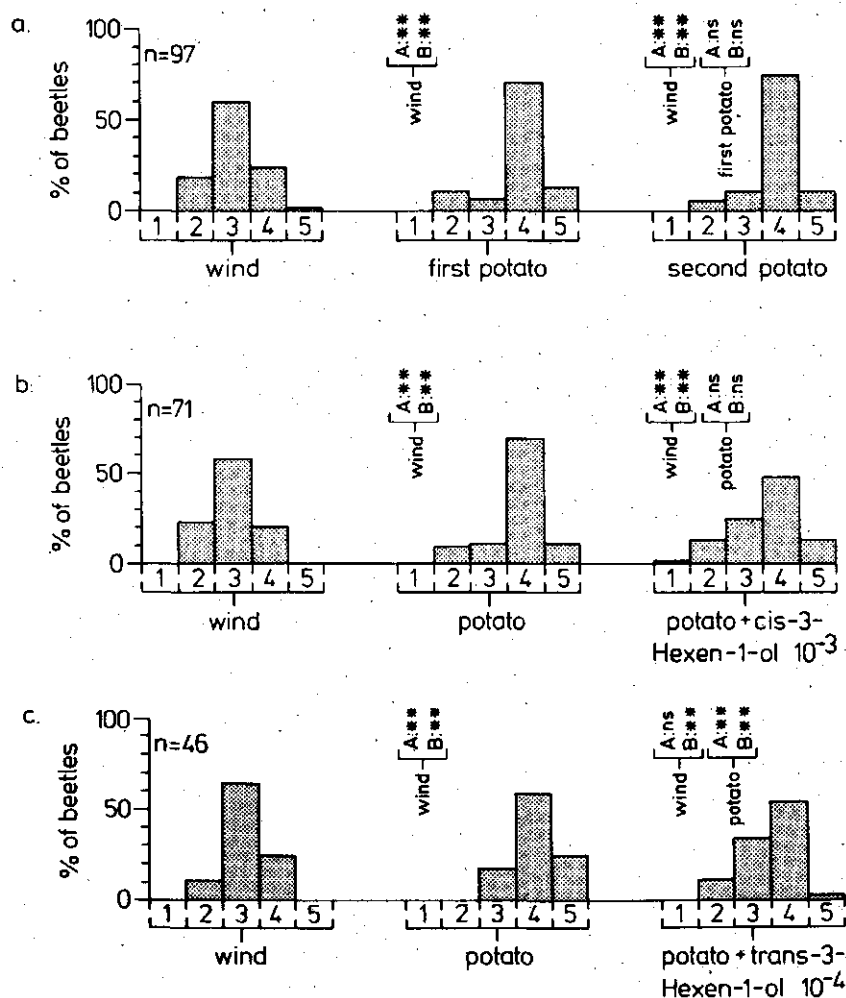 a.
% of beetles
100
50
0
n=97
1 2 3 4 5
wind
wind
A:**
B:**
1 2 3 4 5
first potato
wind
A:**
B:**
first potato
A:ns
B:ns
1 2 3 4 5
second potato
b.
% of beetles
100
50
0
n=71
1 2 3 4 5
wind
wind
A:**
B:**
1 2 3 4 5
potato
wind
A:**
B:**
potato
A:ns
B:ns
1 2 3 4 5
potato + cis-3-
Hexen-1-ol 10⁻³
c.
% of beetles
100
50
0
n=46
1 2 3 4 5
wind
wind
A:**
B:**
1 2 3 4 5
potato
wind
A:ns
B:**
potato
A:**
B:**
1 2 3 4 5
potato + trans-3-
Hexen-1-ol 10⁻⁴